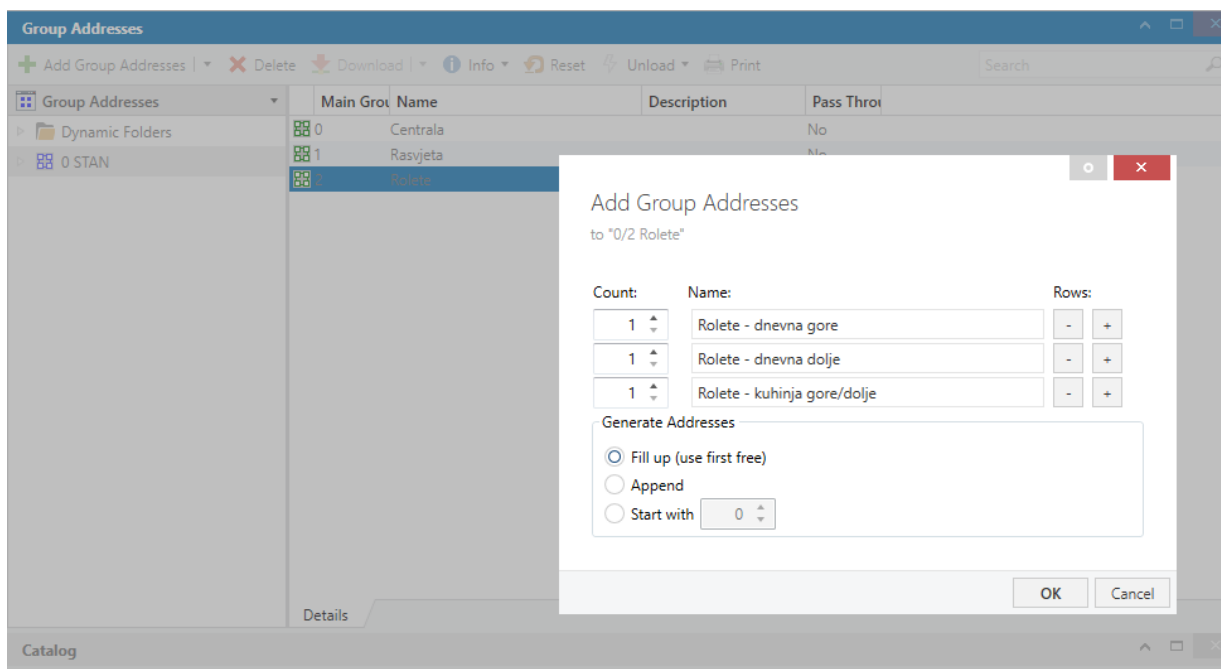 Group Addresses
Add Group Addresses Delete Download Info Reset Unload Print Search
Group Addresses
Dynamic Folders
0 STAN
Main Grou Name Description Pass Throu
0 Centrala No
1 Rasvjeta No
2 Rolete
Add Group Addresses
to "0/2 Rolete"
Count: Name: Rows:
1 Rolete - dnevna gore - +
1 Rolete - dnevna dolje - +
1 Rolete - kuhinja gore/dolje - +
Generate Addresses
Fill up (use first free)
Append
Start with 0
OK Cancel
Details
Catalog